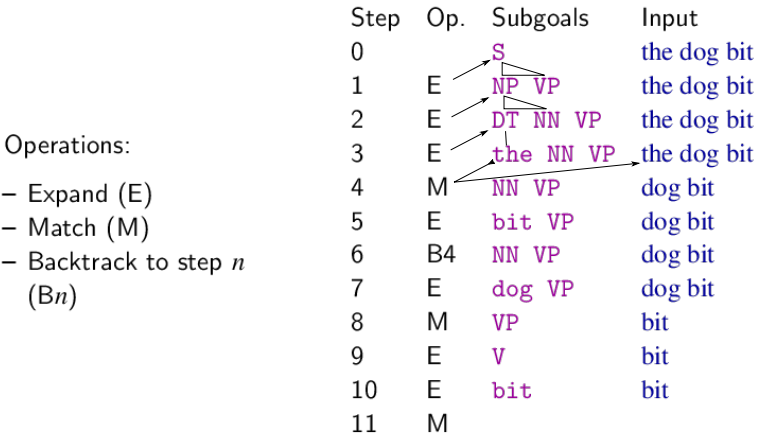 Step Op. Subgoals Input
0 S the dog bit
1 E NP VP the dog bit
2 E DT NN VP the dog bit
3 E the NN VP the dog bit
4 M NN VP dog bit
5 E bit VP dog bit
6 B4 NN VP dog bit
7 E dog VP dog bit
8 M VP bit
9 E V bit
10 E bit bit
11 M
Operations:
– Expand (E)
– Match (M)
– Backtrack to step n
(Bn)